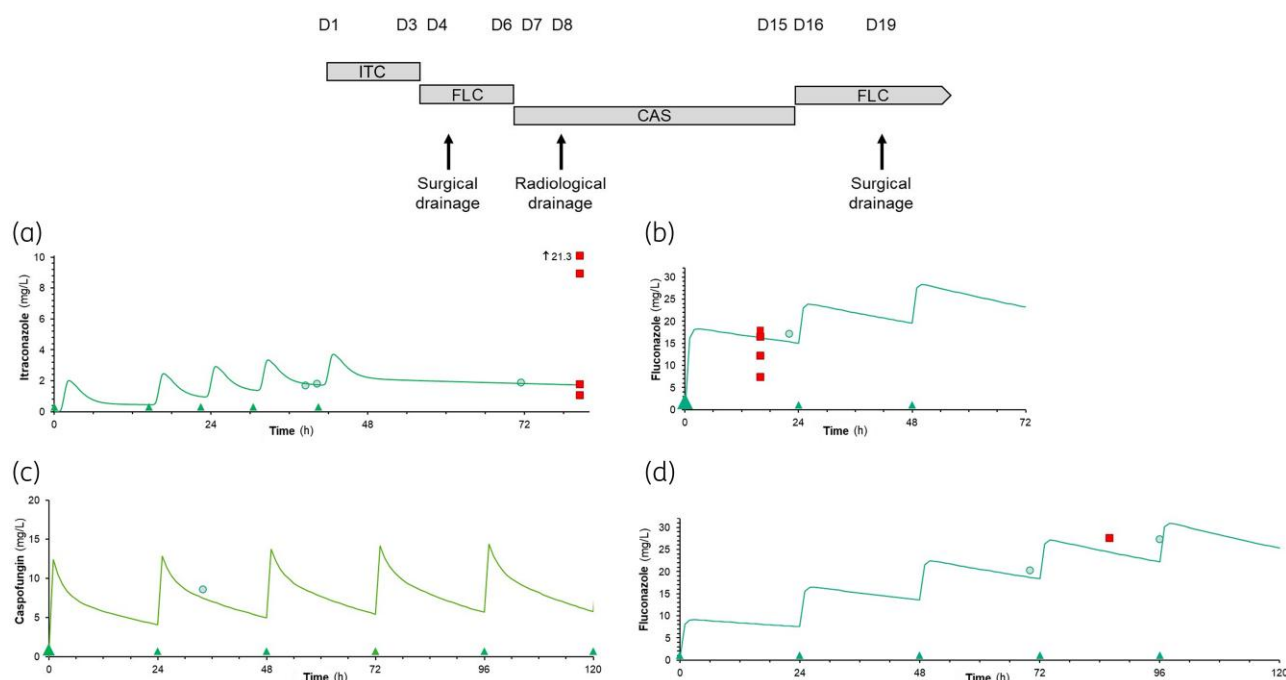 D1 D3 D4 D6 D7 D8 D15 D16 D19
ITC
FLC FLC
CAS
Surgical drainage
Radiological drainage
Surgical drainage
(a)
Itraconazole (mg/L)
10
8
6
4
2
0
↑21.3
0 24 48 72
Time (h)
(b)
Fluconazole (mg/L)
30
25
20
15
10
5
0
0 24 48 72
Time (h)
(c)
Caspofungin (mg/L)
20
15
10
5
0
0 24 48 72 96 120
Time (h)
(d)
Fluconazole (mg/L)
30
25
20
15
10
5
0
0 24 48 72 96 120
Time (h)